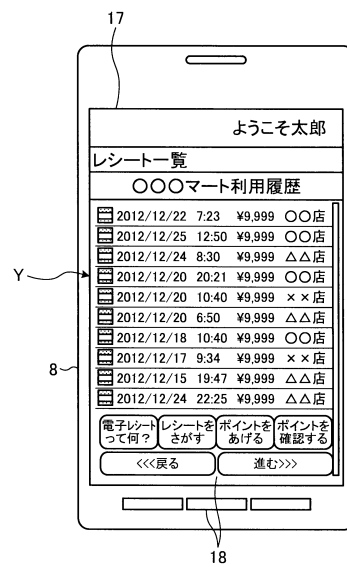 17
ようこそ太郎
レシート一覧
○○○マート利用履歴
2012/12/22 7:23 ¥9,999 ○○店
2012/12/25 12:50 ¥9,999 ○○店
2012/12/24 8:30 ¥9,999 △△店
2012/12/20 20:21 ¥9,999 ○○店
2012/12/20 10:40 ¥9,999 ××店
2012/12/20 6:50 ¥9,999 △△店
2012/12/18 10:40 ¥9,999 ○○店
2012/12/17 9:34 ¥9,999 ××店
2012/12/15 19:47 ¥9,999 △△店
2012/12/24 22:25 ¥9,999 △△店
Y
8
電子レシート
って何?
レシートを
さがす
ポイントを
あげる
ポイントを
確認する
<<<戻る
進む>>>
18